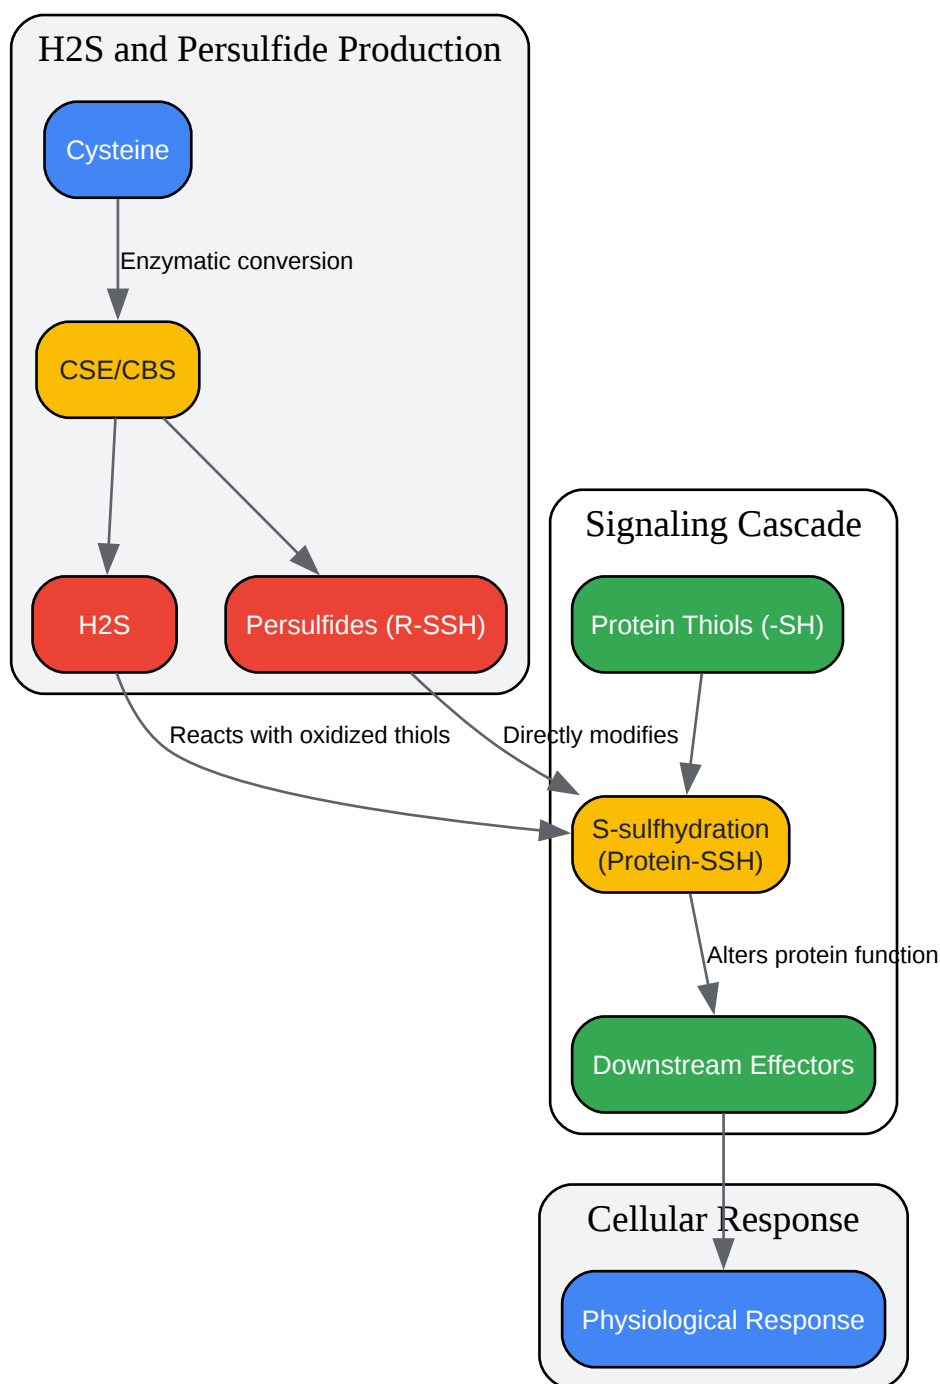 H2S and Persulfide Production
Cysteine
Enzymatic conversion
CSE/CBS
H2S
Persulfides (R-SSH)
Signaling Cascade
Protein Thiols (-SH)
Reacts with oxidized thiols
Directly modifies
S-sulfhydration
(Protein-SSH)
Alters protein function
Downstream Effectors
Cellular Response
Physiological Response